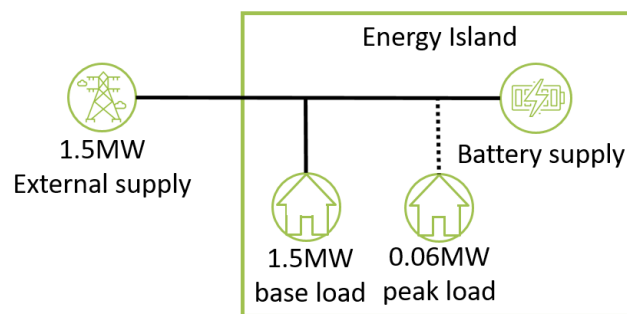 Energy Island
1.5MW
External supply
Battery supply
1.5MW
base load
0.06MW
peak load